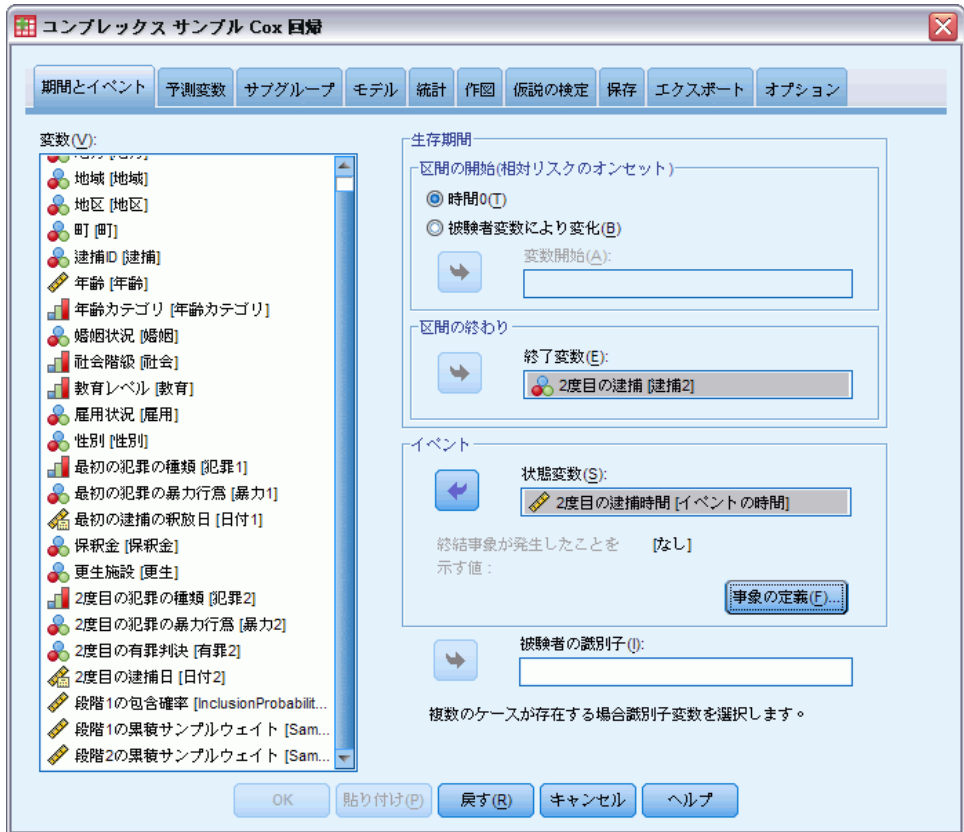 コンプレックス サンプル Cox 回帰
期間とイベント 予測変数 サブグループ モデル 統計 作図 仮説の検定 保存 エクスポート オプション
変数(V):
地域 [地域]
地区 [地区]
町 [町]
逮捕ID [逮捕]
年齢 [年齢]
年齢カテゴリ [年齢カテゴリ]
婚姻状況 [婚姻]
社会階級 [社会]
教育レベル [教育]
雇用状況 [雇用]
性別 [性別]
最初の犯罪の種類 [犯罪1]
最初の犯罪の暴力行為 [暴力1]
最初の逮捕の釈放日 [日付1]
保釈金 [保釈金]
更生施設 [更生]
2度目の犯罪の種類 [犯罪2]
2度目の犯罪の暴力行為 [暴力2]
2度目の有罪判決 [有罪2]
2度目の逮捕日 [日付2]
段階1の包含確率 [InclusionProbabilit...
段階1の累積サンプルウェイト [Sam...
段階2の累積サンプルウェイト [Sam...
生存期間
区間の開始(相対リスクのオンセット)
時間0(T)
被験者変数により変化(B)
変数開始(A):
区間の終わり
終了変数(E):
2度目の逮捕 [逮捕2]
イベント
状態変数(S):
2度目の逮捕時間 [イベントの時間]
終結事象が発生したことを [なし]
示す値 :
事象の定義(F)...
被験者の識別子(I):
複数のケースが存在する場合識別子変数を選択します。
OK 貼り付け(P) 戻す(R) キャンセル ヘルプ